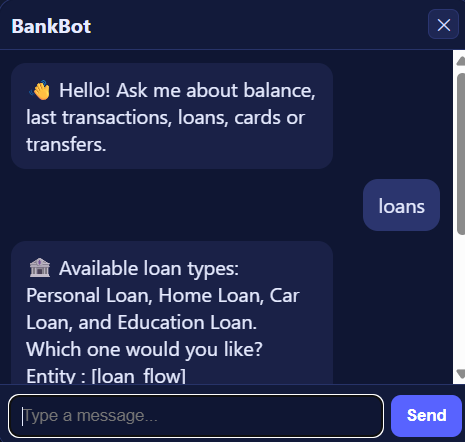 BankBot
👋 Hello! Ask me about balance,
last transactions, loans, cards or
transfers.
loans
🏦 Available loan types:
Personal Loan, Home Loan, Car
Loan, and Education Loan.
Which one would you like?
Entity : [loan_flow]
Type a message...
Send